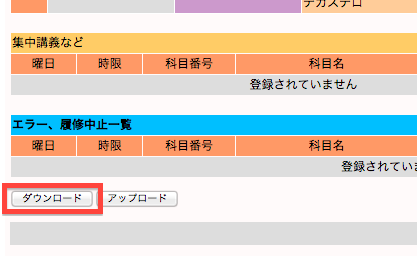 デカステロ
集中講義など
曜日 時限 科目番号 科目名
登録されていません
エラー、履修中止一覧
曜日 時限 科目番号 科目名
登録されてい
ダウンロード アップロード